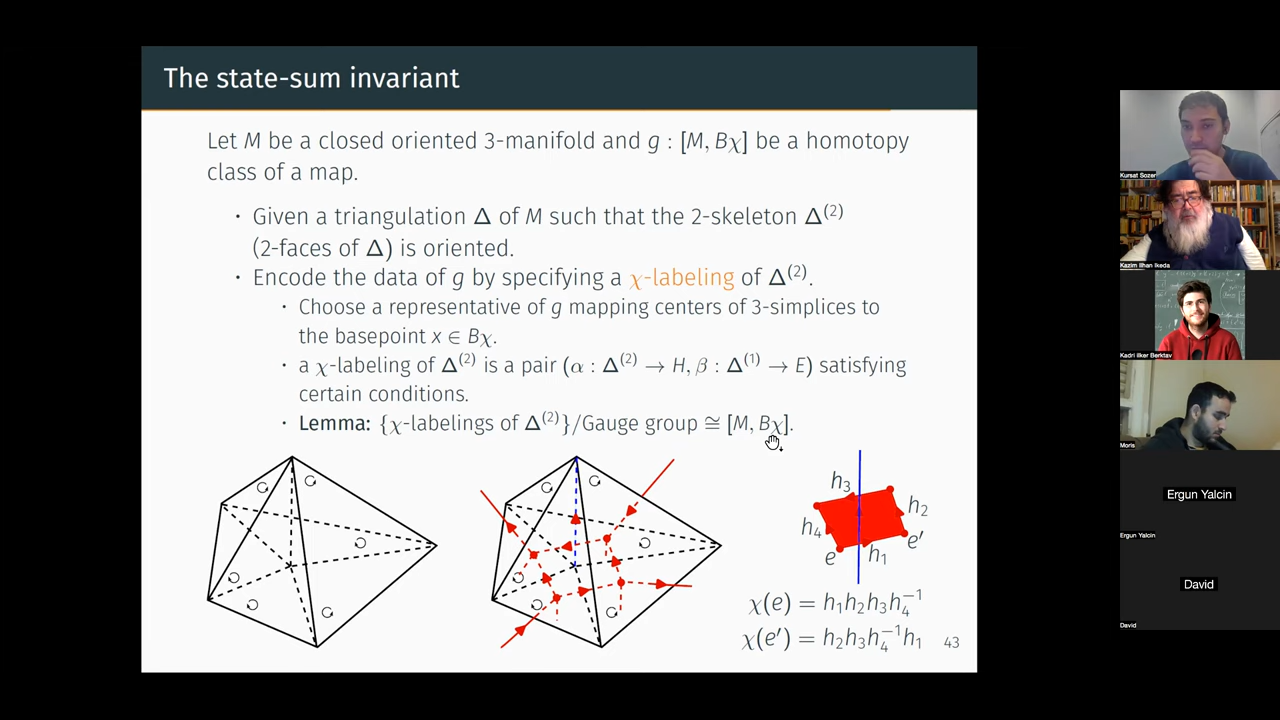 The state-sum invariant
Let M be a closed oriented 3-manifold and g : [M, Bχ] be a homotopy
class of a map.
· Given a triangulation Δ of M such that the 2-skeleton Δ⁽²⁾
(2-faces of Δ) is oriented.
· Encode the data of g by specifying a χ-labeling of Δ⁽²⁾.
· Choose a representative of g mapping centers of 3-simplices to
the basepoint x ∈ Bχ.
· a χ-labeling of Δ⁽²⁾ is a pair (α : Δ⁽²⁾ → H, β : Δ⁽¹⁾ → E) satisfying
certain conditions.
· Lemma: {χ-labelings of Δ⁽²⁾}/Gauge group ≅ [M, Bχ].
h₃
h₂
h₄
e′
e
h₁
χ(e) = h₁h₂h₃h₄⁻¹
χ(e′) = h₂h₃h₄⁻¹h₁
43
Kursat Sozer
Kazim Ilhan Ikeda
Kadri ilker Berktav
Moris
Ergun Yalcin
Ergun Yalcin
David
David